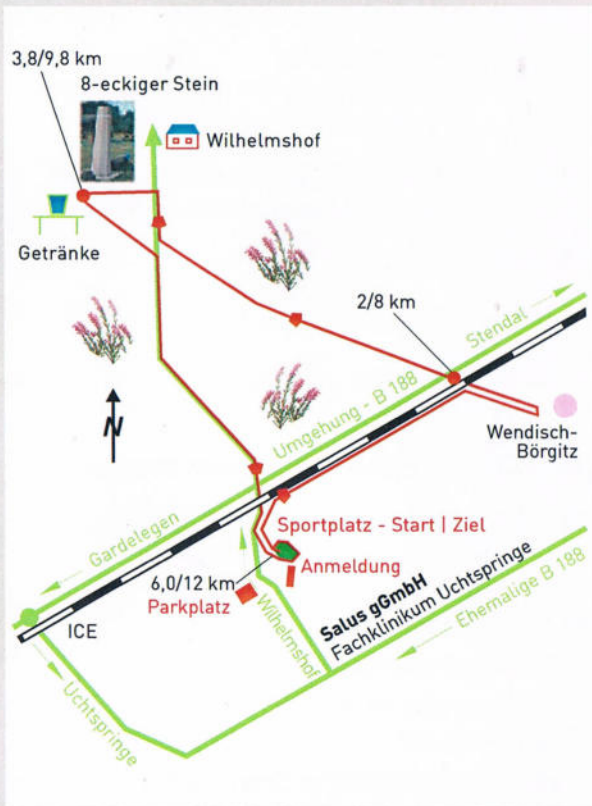 3,8/9,8 km
8-eckiger Stein
Wilhelmshof
Getränke
2/8 km
Stendal
Umgehung - B 188
Wendisch-
Börgitz
N
Gardelegen
Sportplatz - Start | Ziel
6,0/12 km
Anmeldung
Parkplatz
Wilhelmshof
Salus gGmbH
Fachklinikum Uchtspringe
Ehemalige B 188
ICE
Uchtspringe